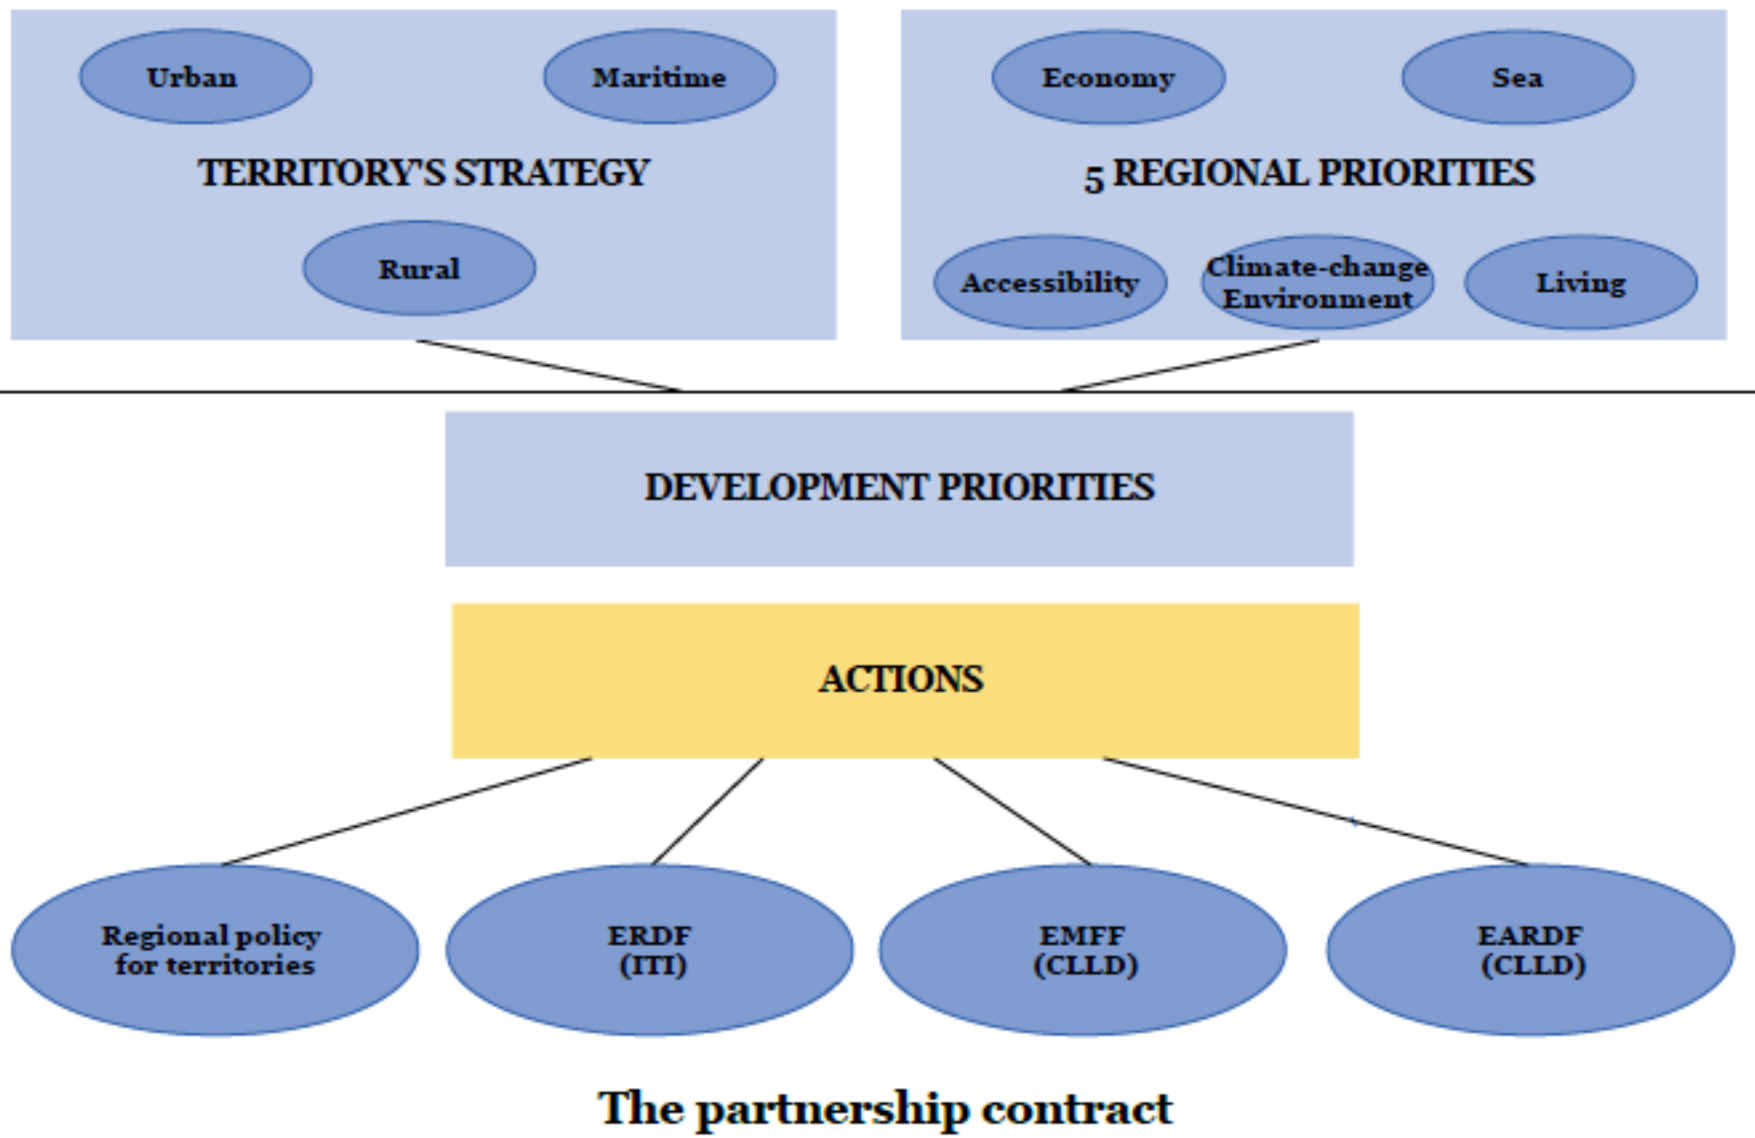 Urban
Maritime
TERRITORY'S STRATEGY
Rural
Economy
Sea
5 REGIONAL PRIORITIES
Accessibility
Climate-change
Environment
Living
DEVELOPMENT PRIORITIES
ACTIONS
Regional policy
for territories
ERDF
(ITI)
EMFF
(CLLD)
EARDF
(CLLD)
The partnership contract